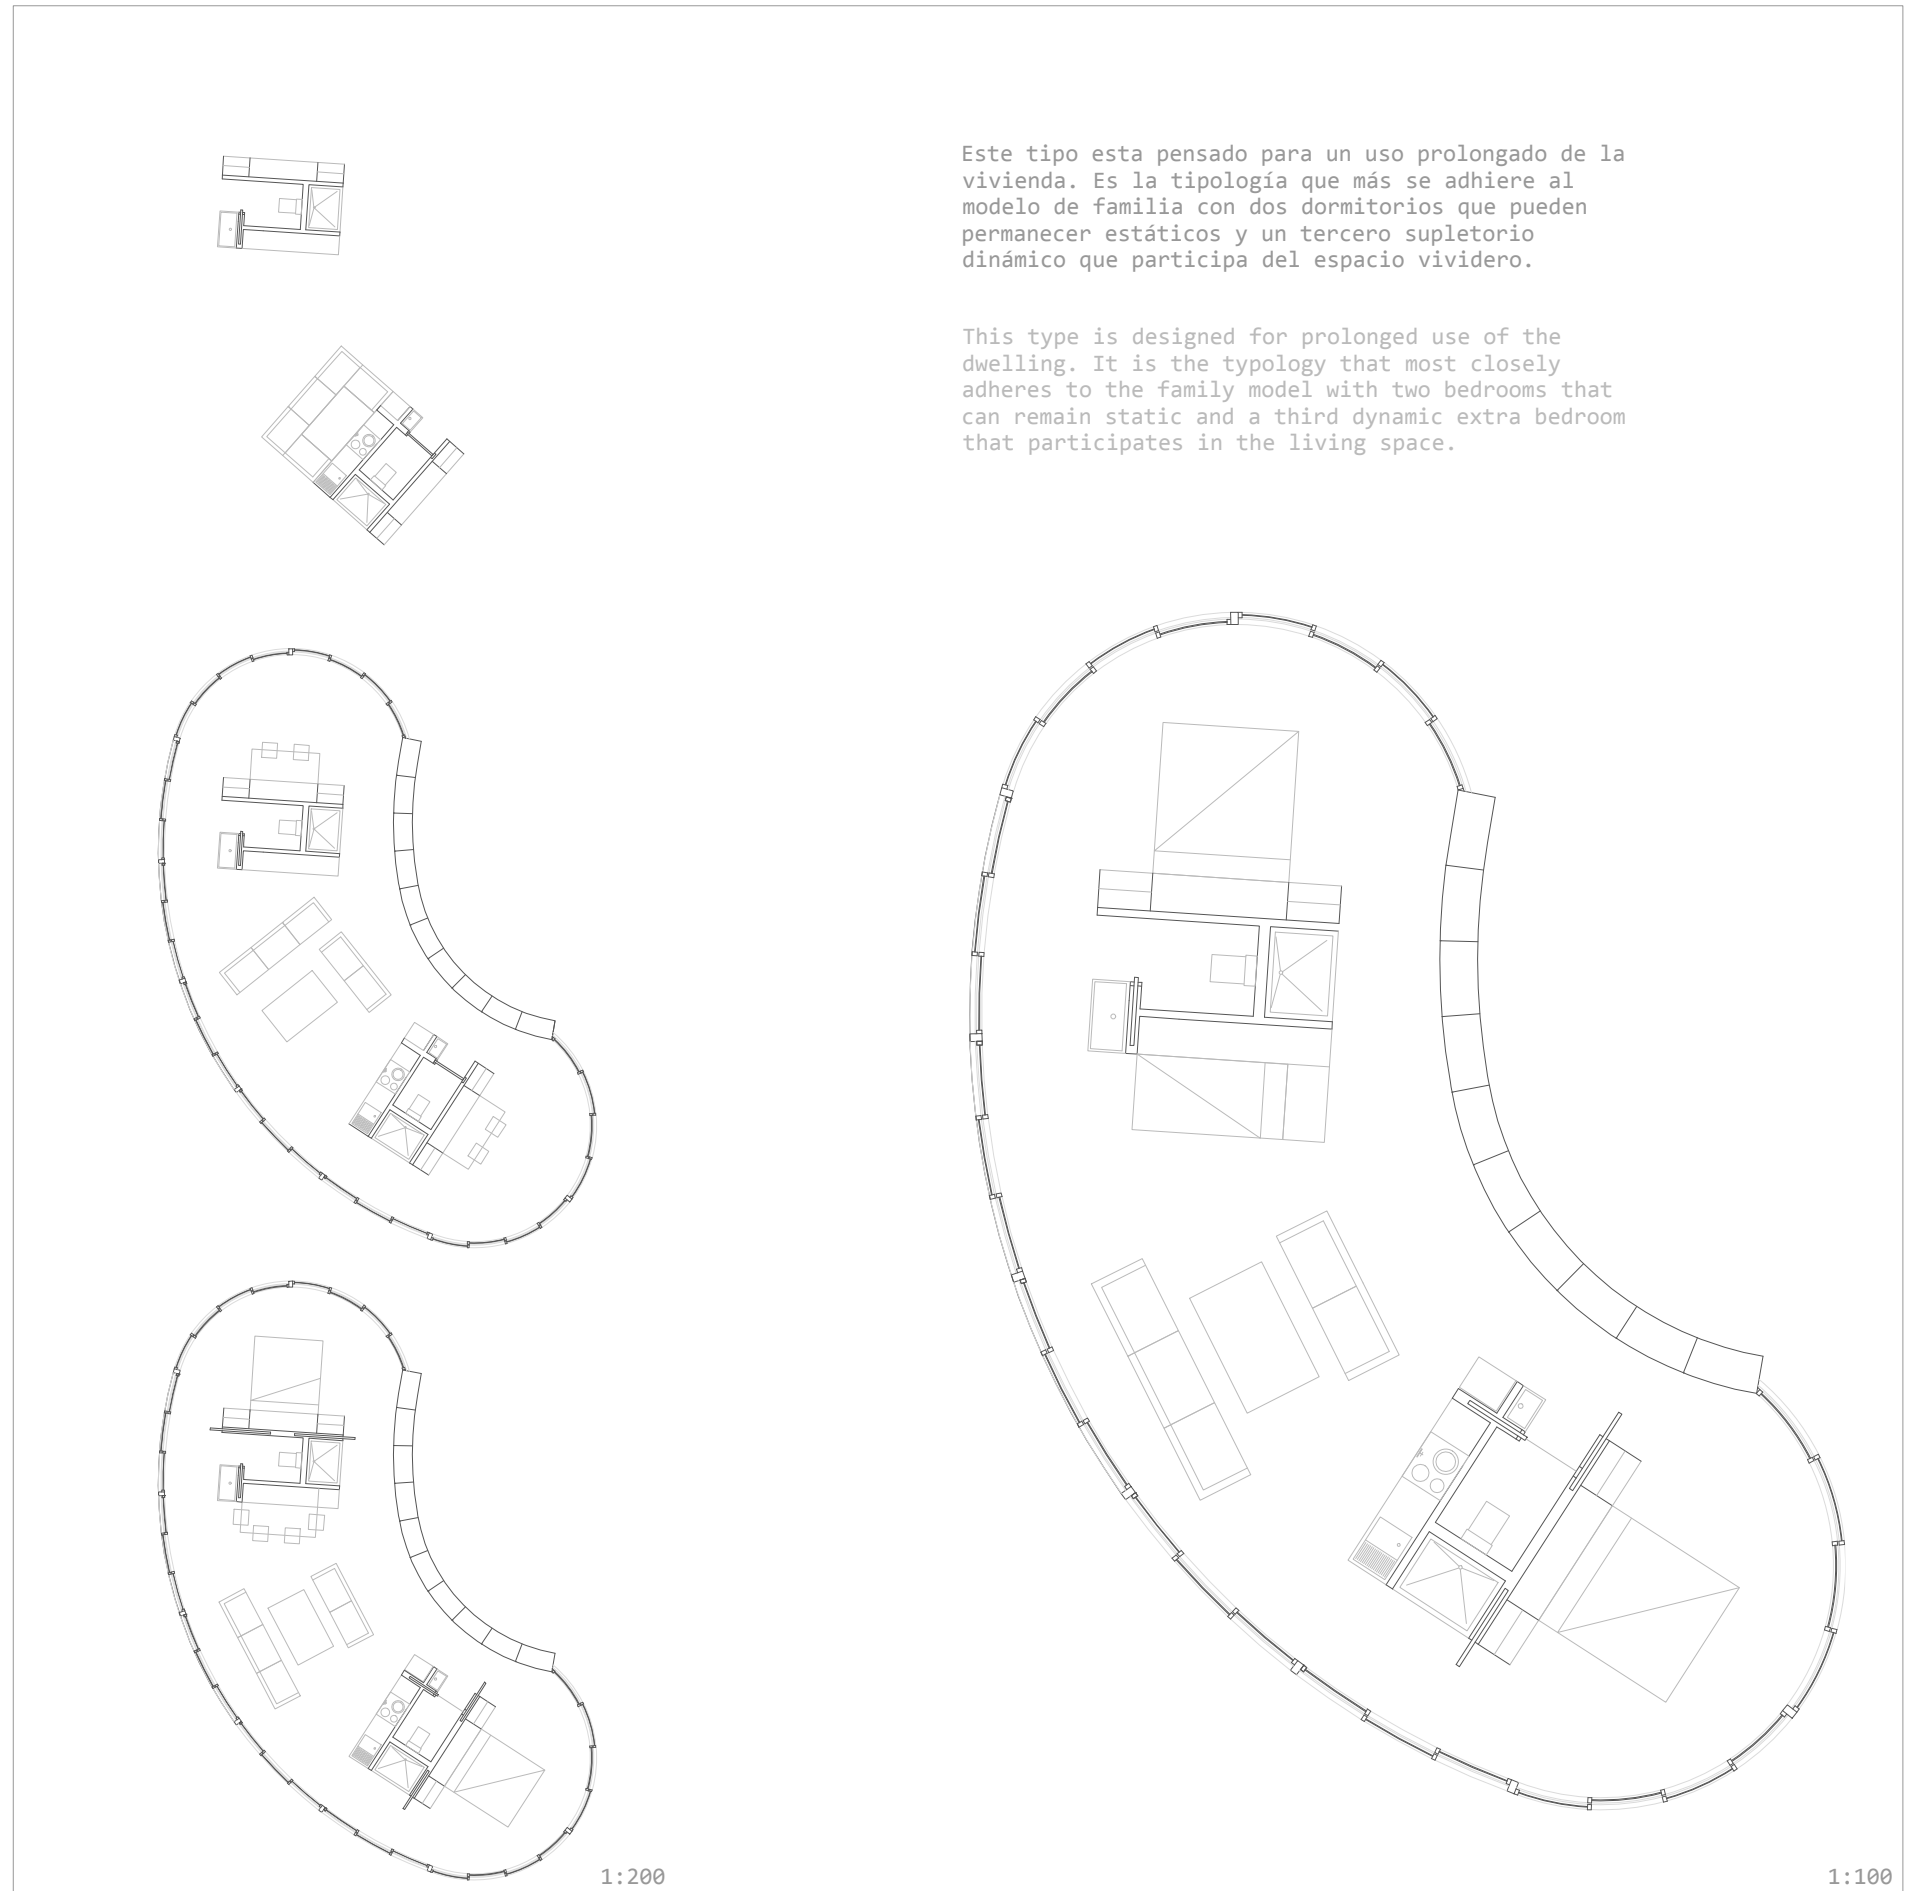 Este tipo esta pensado para un uso prolongado de la
vivienda. Es la tipología que más se adhiere al
modelo de familia con dos dormitorios que pueden
permanecer estáticos y un tercero supletorio
dinámico que participa del espacio vividero.
This type is designed for prolonged use of the
dwelling. It is the typology that most closely
adheres to the family model with two bedrooms that
can remain static and a third dynamic extra bedroom
that participates in the living space.
1:200
1:100